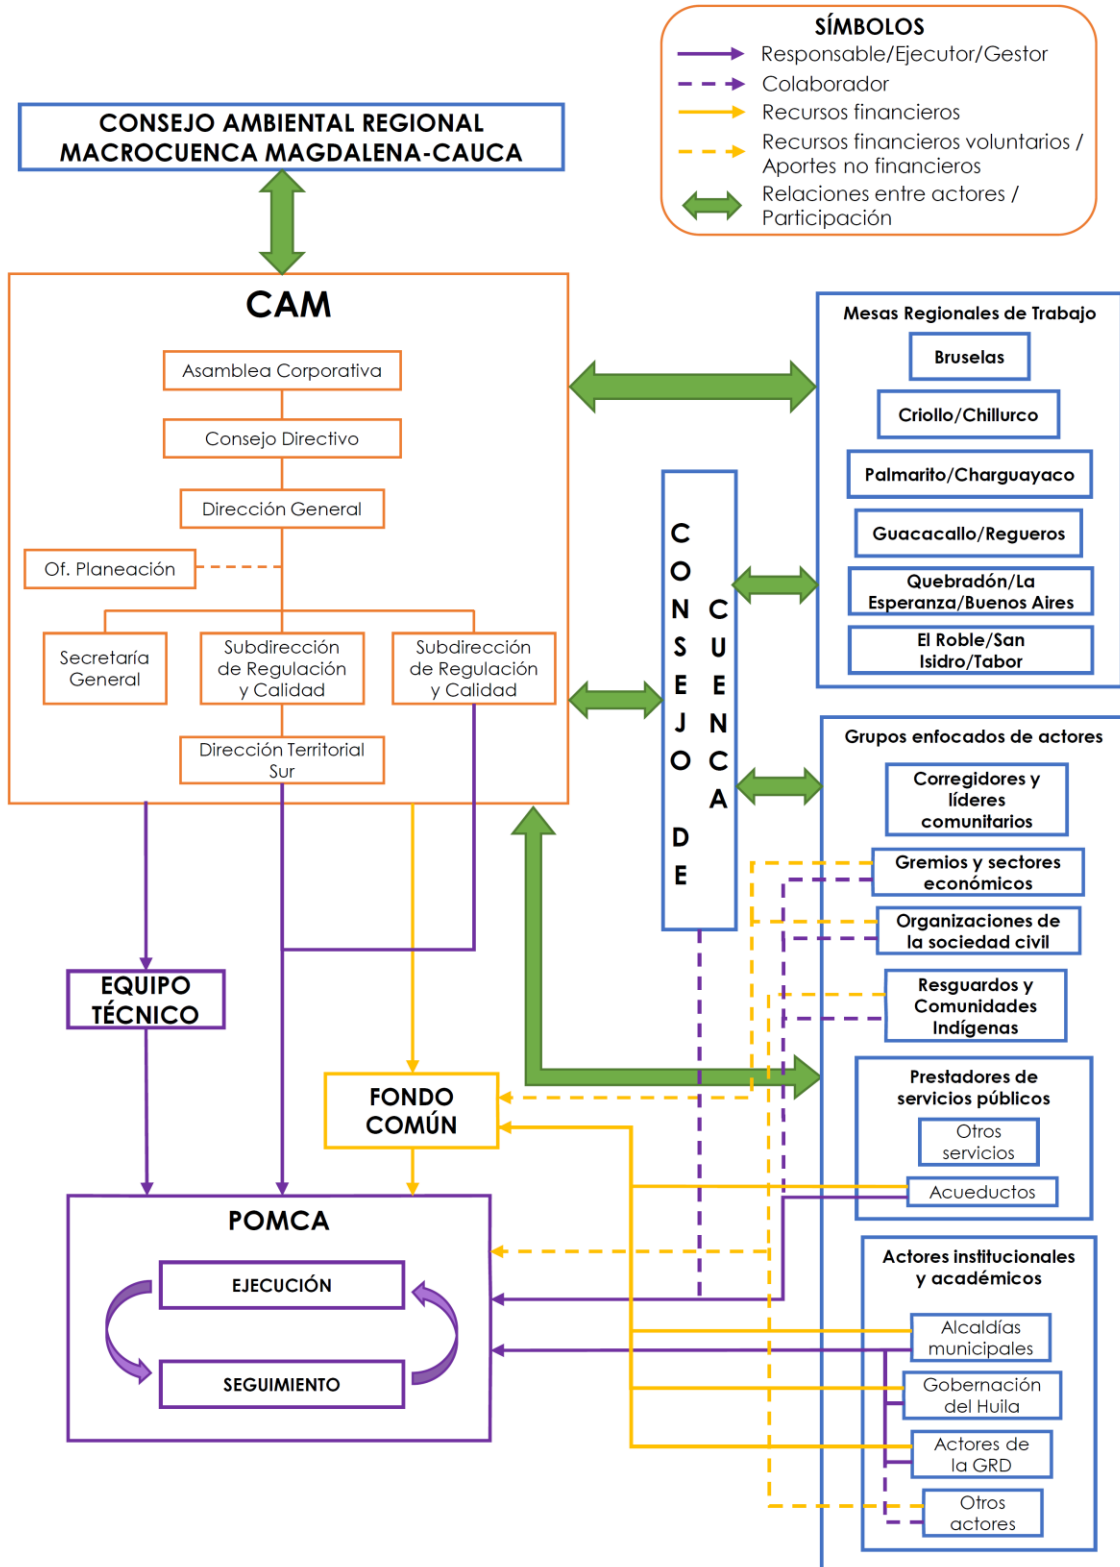 SÍMBOLOS
Responsable/Ejecutor/Gestor
Colaborador
Recursos financieros
Recursos financieros voluntarios /
Aportes no financieros
Relaciones entre actores /
Participación
CONSEJO AMBIENTAL REGIONAL
MACROCUENCA MAGDALENA-CAUCA
CAM
Asamblea Corporativa
Consejo Directivo
Dirección General
Of. Planeación
Secretaría
General
Subdirección
de Regulación
y Calidad
Subdirección
de Regulación
y Calidad
Dirección Territorial
Sur
CONSEJO DE
CUENCA
Mesas Regionales de Trabajo
Bruselas
Criollo/Chillurco
Palmarito/Charguayaco
Guacacallo/Regueros
Quebradón/La
Esperanza/Buenos Aires
El Roble/San
Isidro/Tabor
Grupos enfocados de actores
Corregidores y
líderes
comunitarios
Gremios y sectores
económicos
Organizaciones de
la sociedad civil
Resguardos y
Comunidades
Indígenas
Prestadores de
servicios públicos
Otros
servicios
Acueductos
Actores institucionales
y académicos
Alcaldías
municipales
Gobernación
del Huila
Actores de
la GRD
Otros
actores
EQUIPO
TÉCNICO
FONDO
COMÚN
POMCA
EJECUCIÓN
SEGUIMIENTO